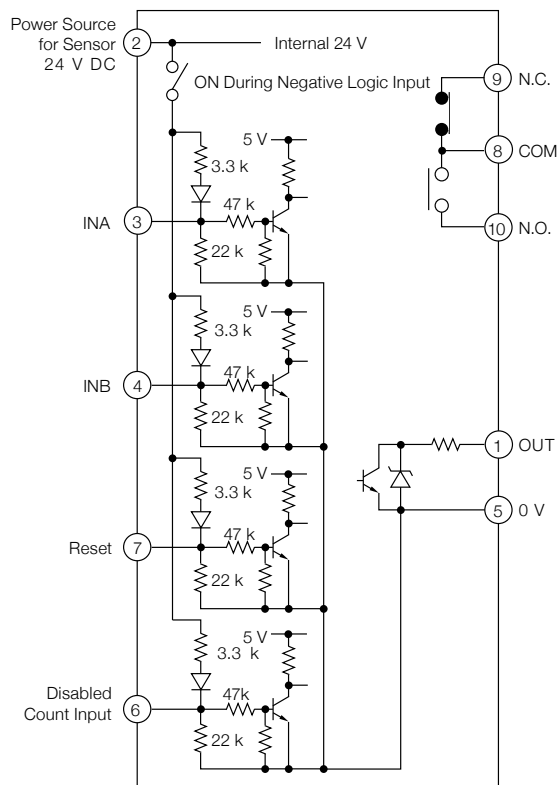 Power Source
for Sensor
24 V DC
2
Internal 24 V
ON During Negative Logic Input
9
N.C.
8
COM
10
N.O.
5 V
3.3 k
INA
3
47 k
22 k
5 V
3.3 k
INB
4
47 k
22 k
1
OUT
5
0 V
5 V
3.3 k
Reset
7
47 k
22 k
5 V
3.3 k
Disabled
Count Input
6
47k
22 k